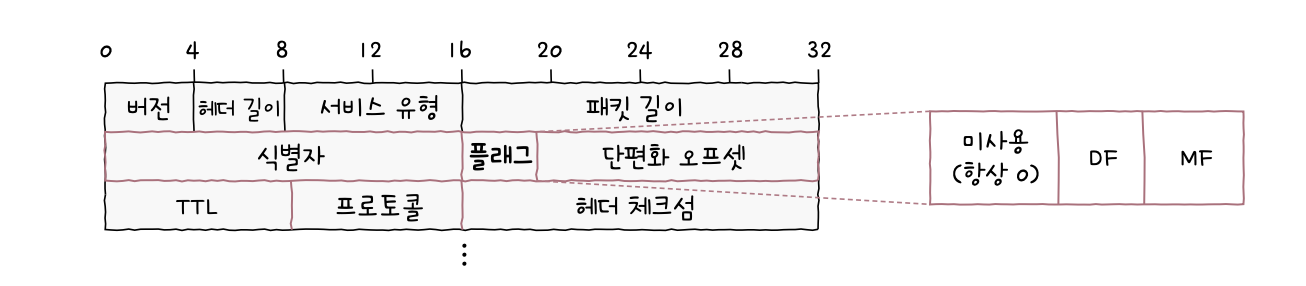 0 4 8 12 16 20 24 28 32
버전 헤더 길이 서비스 유형 패킷 길이
식별자 플래그 단편화 오프셋
미사용
(항상 0) DF MF
TTL 프로토콜 헤더 체크섬